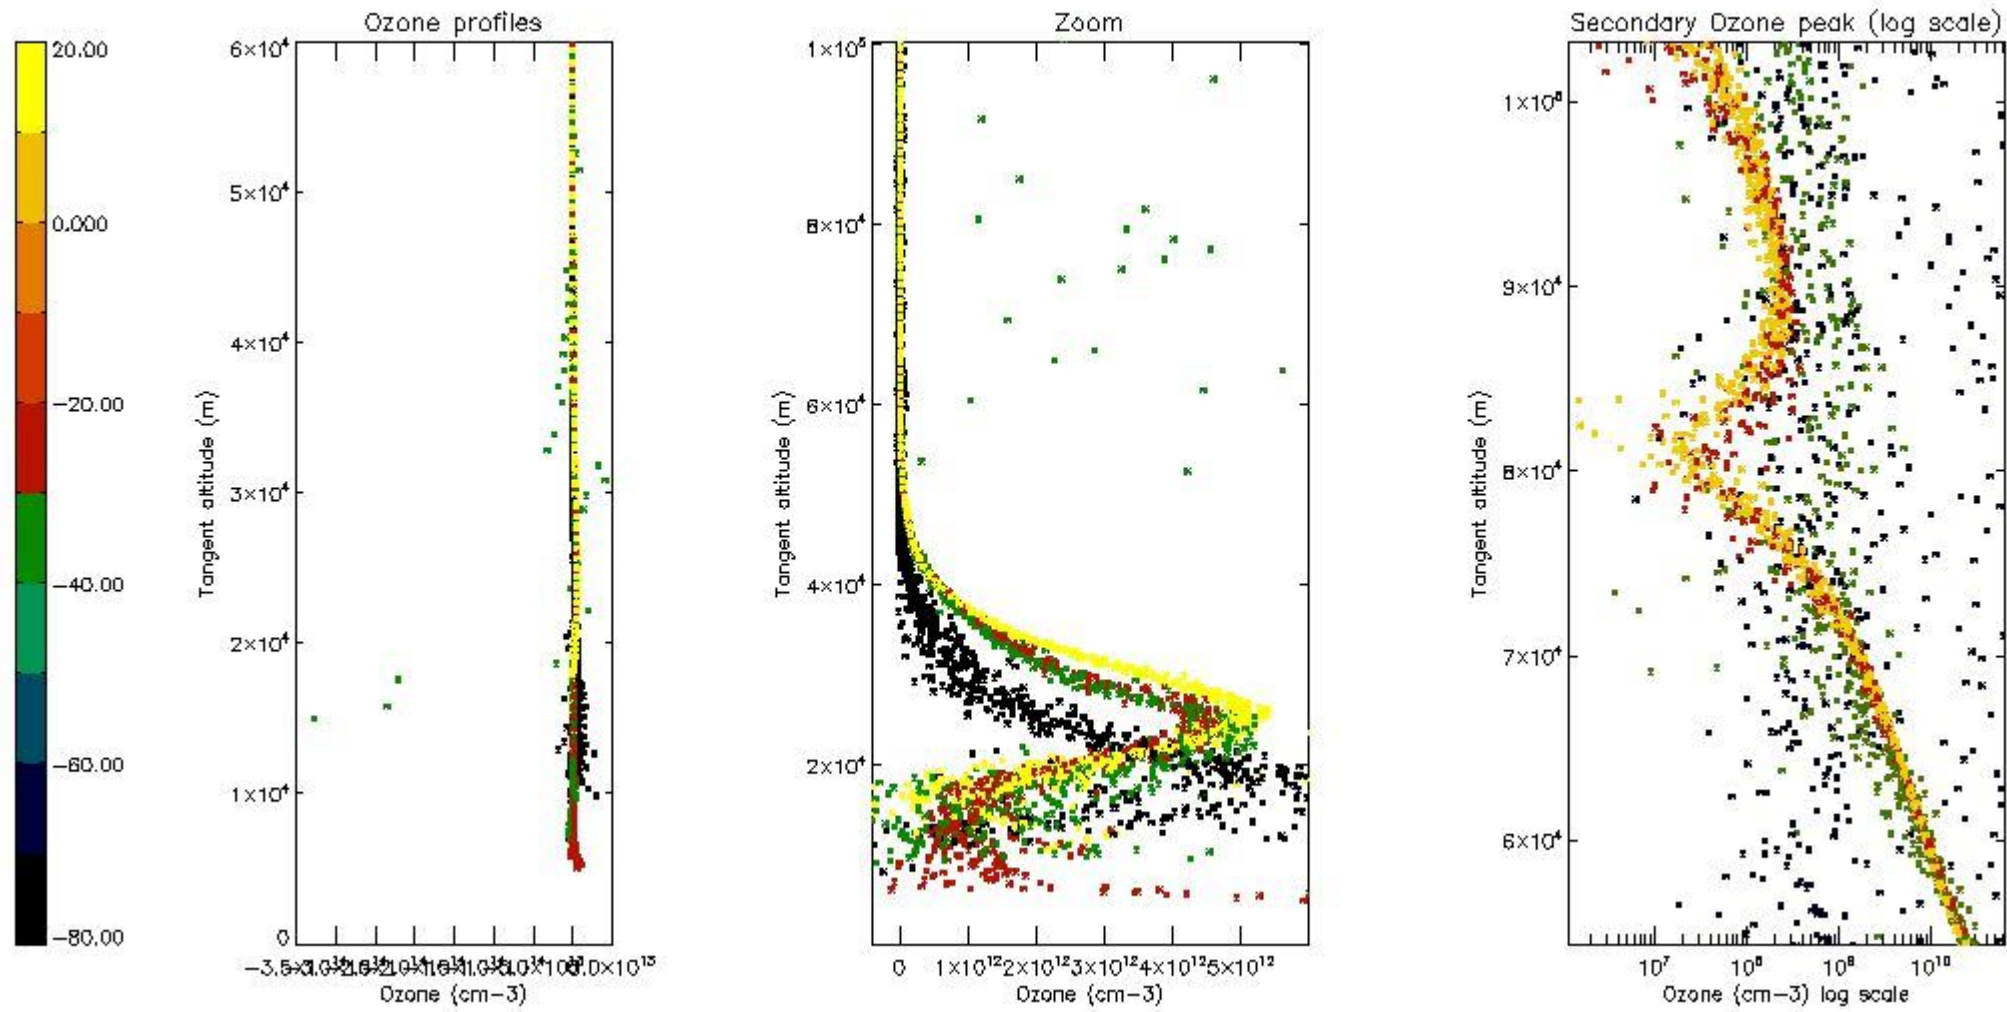 Ozone profiles
Zoom
Secondary Ozone peak (log scale)
20.00
0.000
−20.00
−40.00
−60.00
−80.00
6×10⁴
5×10⁴
4×10⁴
3×10⁴
2×10⁴
1×10⁴
0
Tangent altitude (m)
5.0×10¹³
Ozone (cm−3)
1×10⁵
8×10⁴
6×10⁴
4×10⁴
2×10⁴
Tangent altitude (m)
0 1×10¹² 2×10¹² 3×10¹² 4×10¹² 5×10¹²
Ozone (cm−3)
1×10⁵
9×10⁴
8×10⁴
7×10⁴
6×10⁴
Tangent altitude (m)
10⁷ 10⁸ 10⁹ 10¹⁰
Ozone (cm−3) log scale